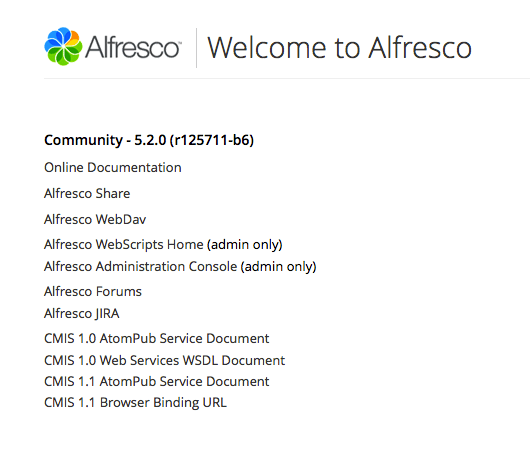 Alfresco™ Welcome to Alfresco
Community - 5.2.0 (r125711-b6)
Online Documentation
Alfresco Share
Alfresco WebDav
Alfresco WebScripts Home (admin only)
Alfresco Administration Console (admin only)
Alfresco Forums
Alfresco JIRA
CMIS 1.0 AtomPub Service Document
CMIS 1.0 Web Services WSDL Document
CMIS 1.1 AtomPub Service Document
CMIS 1.1 Browser Binding URL